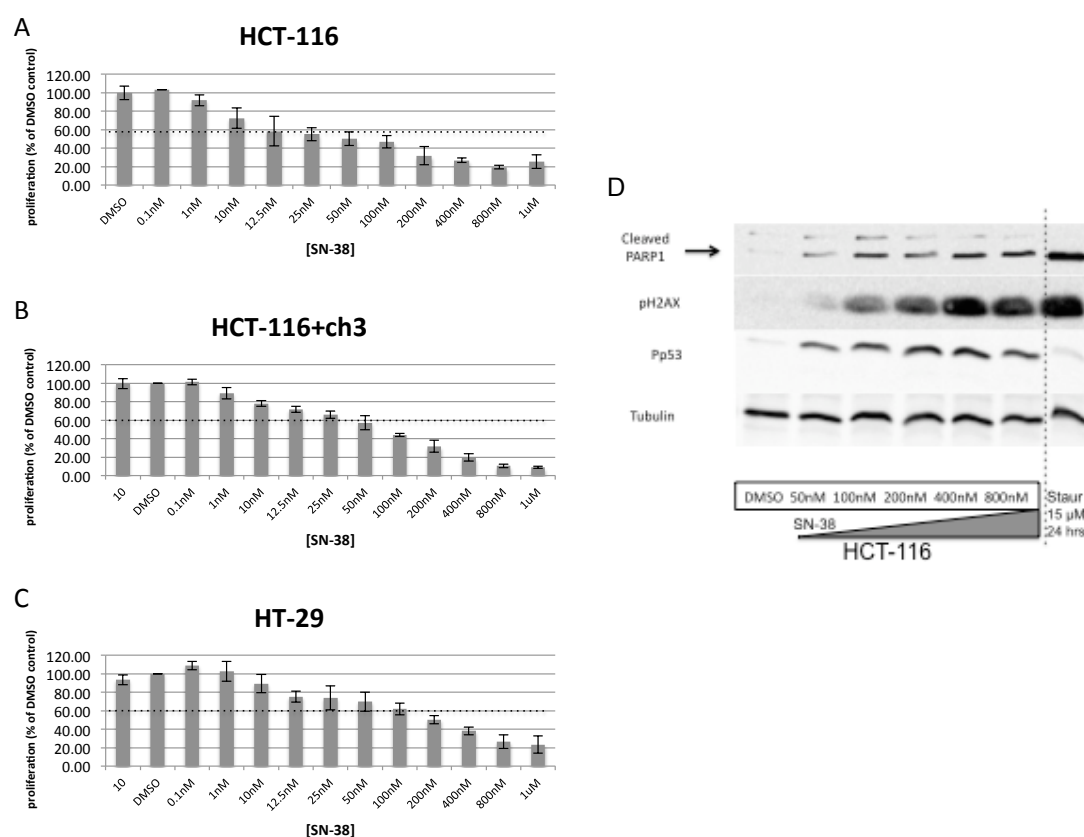 A
HCT-116
proliferation (% of DMSO control)
120.00
100.00
80.00
60.00
40.00
20.00
0.00
DMSO 0.1nM 1nM 10nM 12.5nM 25nM 50nM 100nM 200nM 400nM 800nM 1uM
[SN-38]
B
HCT-116+ch3
proliferation (% of DMSO control)
120.00
100.00
80.00
60.00
40.00
20.00
0.00
10 DMSO 0.1nM 1nM 10nM 12.5nM 25nM 50nM 100nM 200nM 400nM 800nM 1uM
[SN-38]
C
HT-29
proliferation (% of DMSO control)
120.00
100.00
80.00
60.00
40.00
20.00
0.00
10 DMSO 0.1nM 1nM 10nM 12.5nM 25nM 50nM 100nM 200nM 400nM 800nM 1uM
[SN-38]
D
Cleaved
PARP1
pH2AX
Pp53
Tubulin
DMSO 50nM 100nM 200nM 400nM 800nM
SN-38
HCT-116
Staur
15 µM
24 hrs